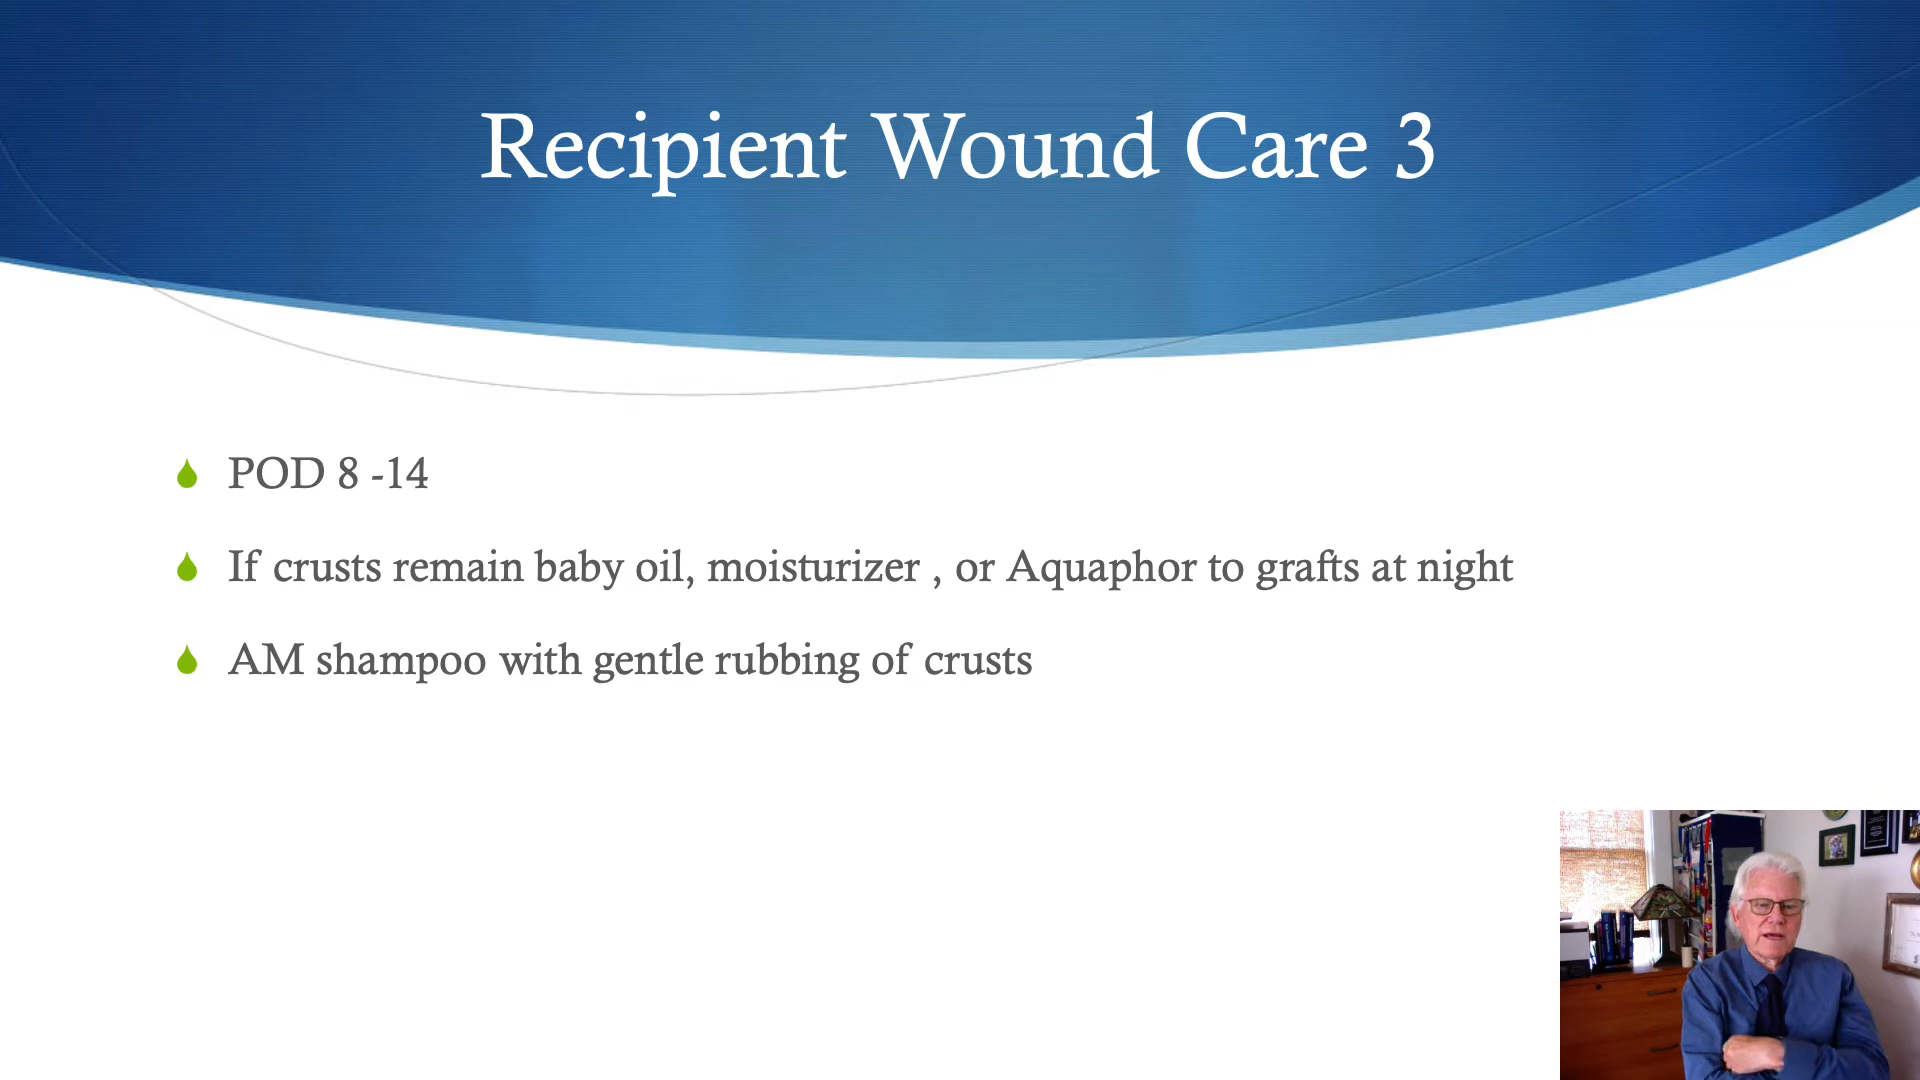 Recipient Wound Care 3
POD 8 -14
If crusts remain baby oil, moisturizer , or Aquaphor to grafts at night
AM shampoo with gentle rubbing of crusts